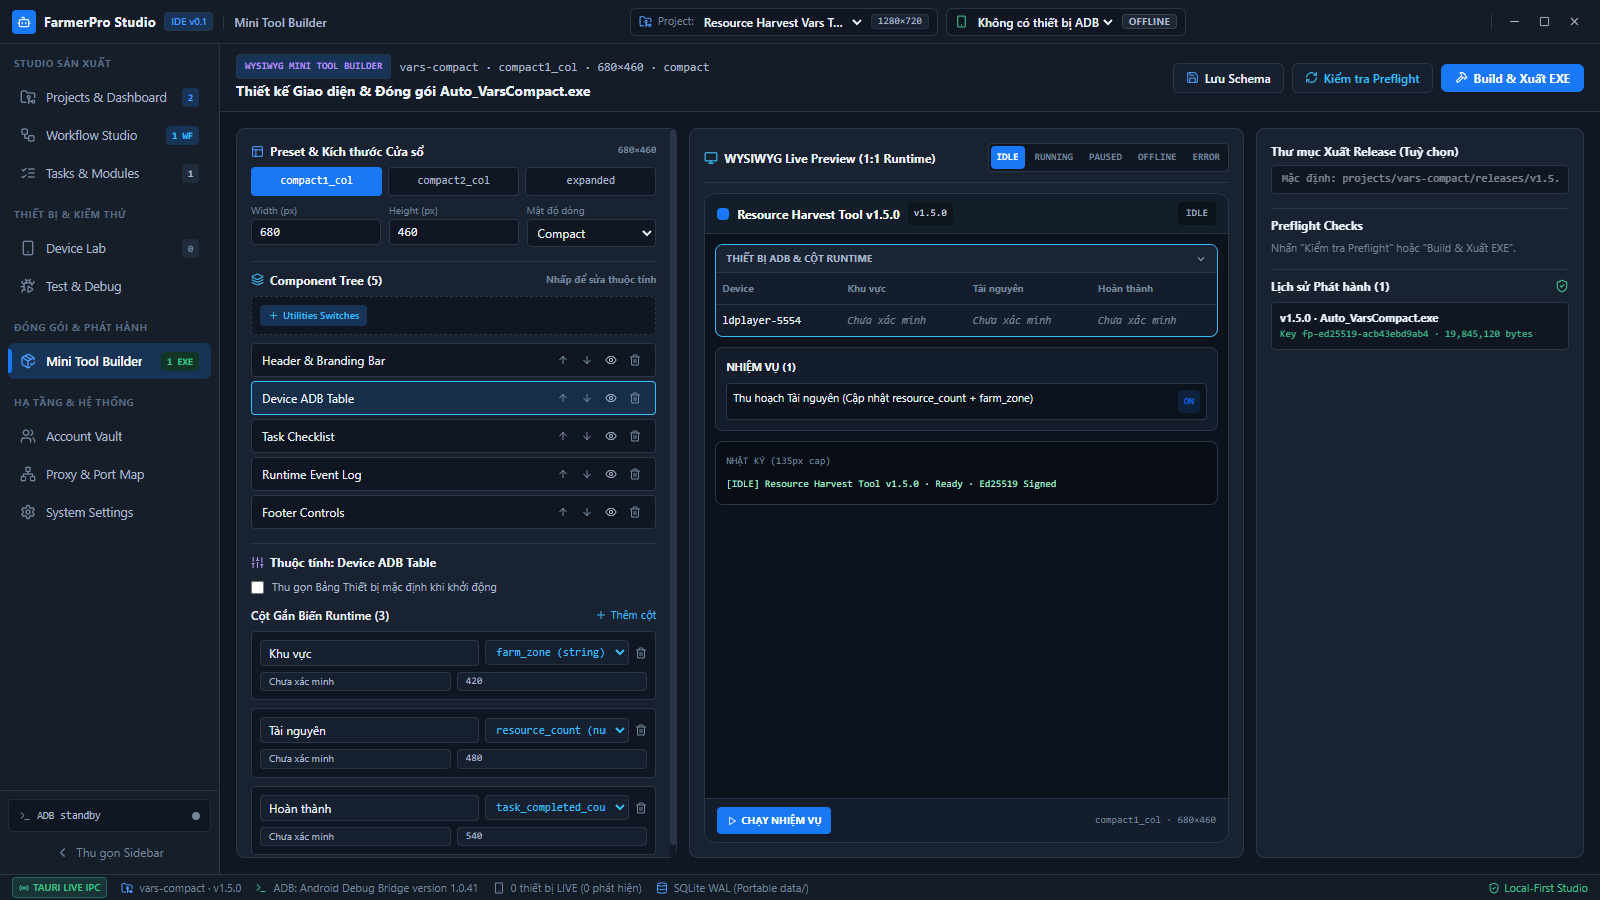 FarmerPro Studio
IDE v0.1
Mini Tool Builder
Project:
Resource Harvest Vars T...
1280×720
Không có thiết bị ADB
OFFLINE
STUDIO SẢN XUẤT
Projects & Dashboard
2
Workflow Studio
1 WF
Tasks & Modules
1
THIẾT BỊ & KIỂM THỬ
Device Lab
0
Test & Debug
ĐÓNG GÓI & PHÁT HÀNH
Mini Tool Builder
1 EXE
HẠ TẦNG & HỆ THỐNG
Account Vault
Proxy & Port Map
System Settings
ADB standby
Thu gọn Sidebar
WYSIWYG MINI TOOL BUILDER
vars-compact · compact1_col · 680×460 · compact
Thiết kế Giao diện & Đóng gói Auto_VarsCompact.exe
Lưu Schema
Kiểm tra Preflight
Build & Xuất EXE
Preset & Kích thước Cửa sổ
680×460
compact1_col
compact2_col
expanded
Width (px)
Height (px)
Mật độ dòng
680
460
Compact
Component Tree (5)
Nhấp để sửa thuộc tính
Utilities Switches
Header & Branding Bar
Device ADB Table
Task Checklist
Runtime Event Log
Footer Controls
Thuộc tính: Device ADB Table
Thu gọn Bảng Thiết bị mặc định khi khởi động
Cột Gắn Biến Runtime (3)
Thêm cột
Khu vực
farm_zone (string)
Chưa xác minh
420
Tài nguyên
resource_count (nu
Chưa xác minh
480
Hoàn thành
task_completed_cou
Chưa xác minh
540
WYSIWYG Live Preview (1:1 Runtime)
IDLE
RUNNING
PAUSED
OFFLINE
ERROR
Resource Harvest Tool v1.5.0
v1.5.0
IDLE
THIẾT BỊ ADB & CỘT RUNTIME
Device
Khu vực
Tài nguyên
Hoàn thành
ldplayer-5554
Chưa xác minh
Chưa xác minh
Chưa xác minh
NHIỆM VỤ (1)
Thu hoạch Tài nguyên (Cập nhật resource_count + farm_zone)
ON
NHẬT KÝ (135px cap)
[IDLE] Resource Harvest Tool v1.5.0 · Ready · Ed25519 Signed
CHẠY NHIỆM VỤ
compact1_col · 680×460
Thư mục Xuất Release (Tuỳ chọn)
Mặc định: projects/vars-compact/releases/v1.5.
Preflight Checks
Nhấn "Kiểm tra Preflight" hoặc "Build & Xuất EXE".
Lịch sử Phát hành (1)
v1.5.0 · Auto_VarsCompact.exe
Key fp-ed25519-acb43ebd9ab4 · 19,845,120 bytes
TAURI LIVE IPC
vars-compact · v1.5.0
ADB: Android Debug Bridge version 1.0.41
0 thiết bị LIVE (0 phát hiện)
SQLite WAL (Portable data/)
Local-First Studio